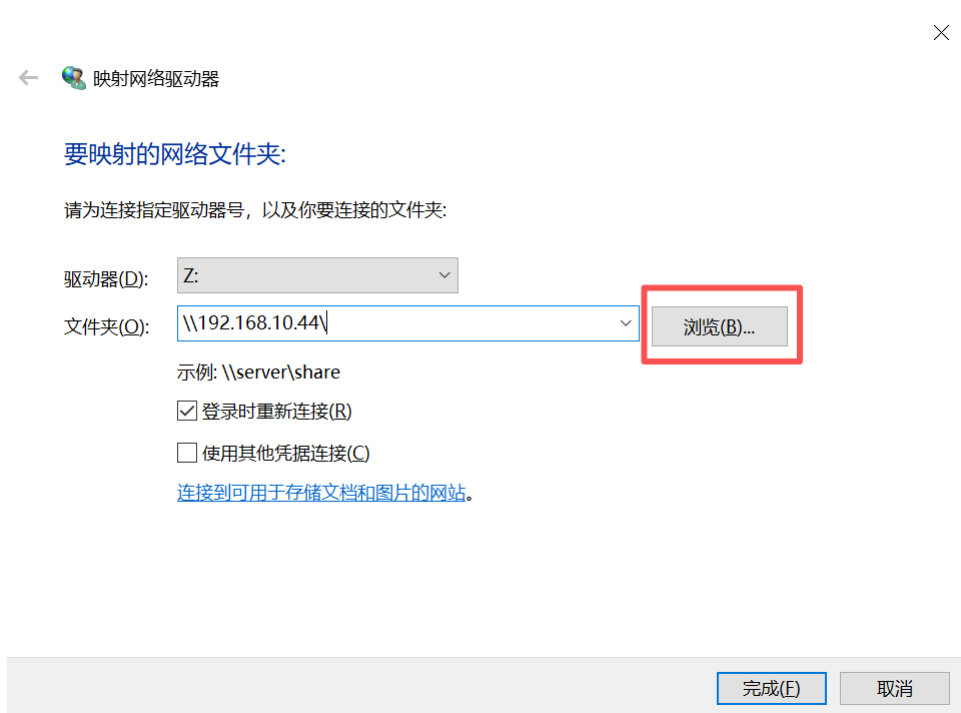 映射网络驱动器
要映射的网络文件夹:
请为连接指定驱动器号，以及你要连接的文件夹:
驱动器(D): Z:
文件夹(O): \\192.168.10.44\ 浏览(B)...
示例: \\server\share
登录时重新连接(R)
使用其他凭据连接(C)
连接到可用于存储文档和图片的网站。
完成(F) 取消